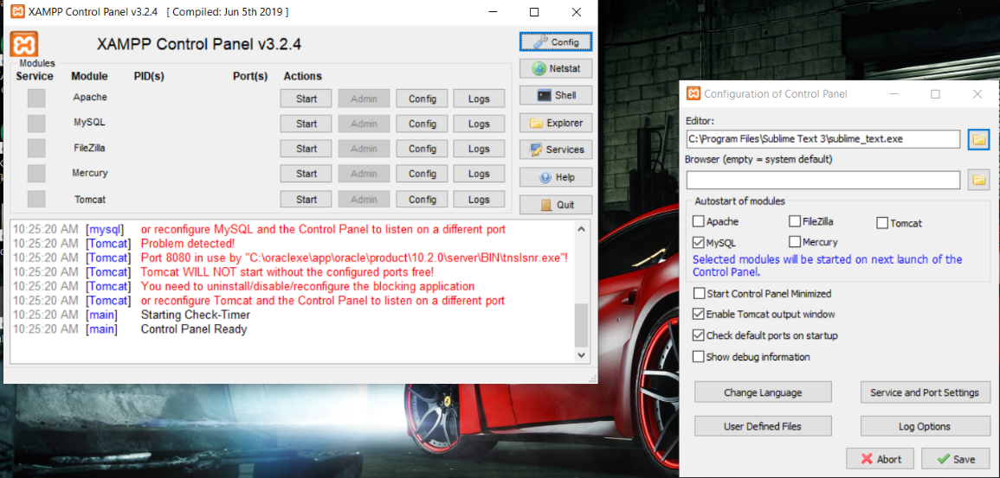 XAMPP Control Panel v3.2.4 [ Compiled: Jun 5th 2019 ]
XAMPP Control Panel v3.2.4
Config
Netstat
Shell
Explorer
Services
Help
Quit
Modules
Service Module PID(s) Port(s) Actions
Apache Start Admin Config Logs
MySQL Start Admin Config Logs
FileZilla Start Admin Config Logs
Mercury Start Admin Config Logs
Tomcat Start Admin Config Logs
10:25:20 AM [mysql] or reconfigure MySQL and the Control Panel to listen on a different port
10:25:20 AM [Tomcat] Problem detected!
10:25:20 AM [Tomcat] Port 8080 in use by "C:\oraclexe\app\oracle\product\10.2.0\server\BIN\tnslsnr.exe"!
10:25:20 AM [Tomcat] Tomcat WILL NOT start without the configured ports free!
10:25:20 AM [Tomcat] You need to uninstall/disable/reconfigure the blocking application
10:25:20 AM [Tomcat] or reconfigure Tomcat and the Control Panel to listen on a different port
10:25:20 AM [main] Starting Check-Timer
10:25:20 AM [main] Control Panel Ready
Configuration of Control Panel
Editor:
C:\Program Files\Sublime Text 3\sublime_text.exe
Browser (empty = system default)
Autostart of modules
Apache FileZilla Tomcat
MySQL Mercury
Selected modules will be started on next launch of the
Control Panel.
Start Control Panel Minimized
Enable Tomcat output window
Check default ports on startup
Show debug information
Change Language Service and Port Settings
User Defined Files Log Options
Abort Save